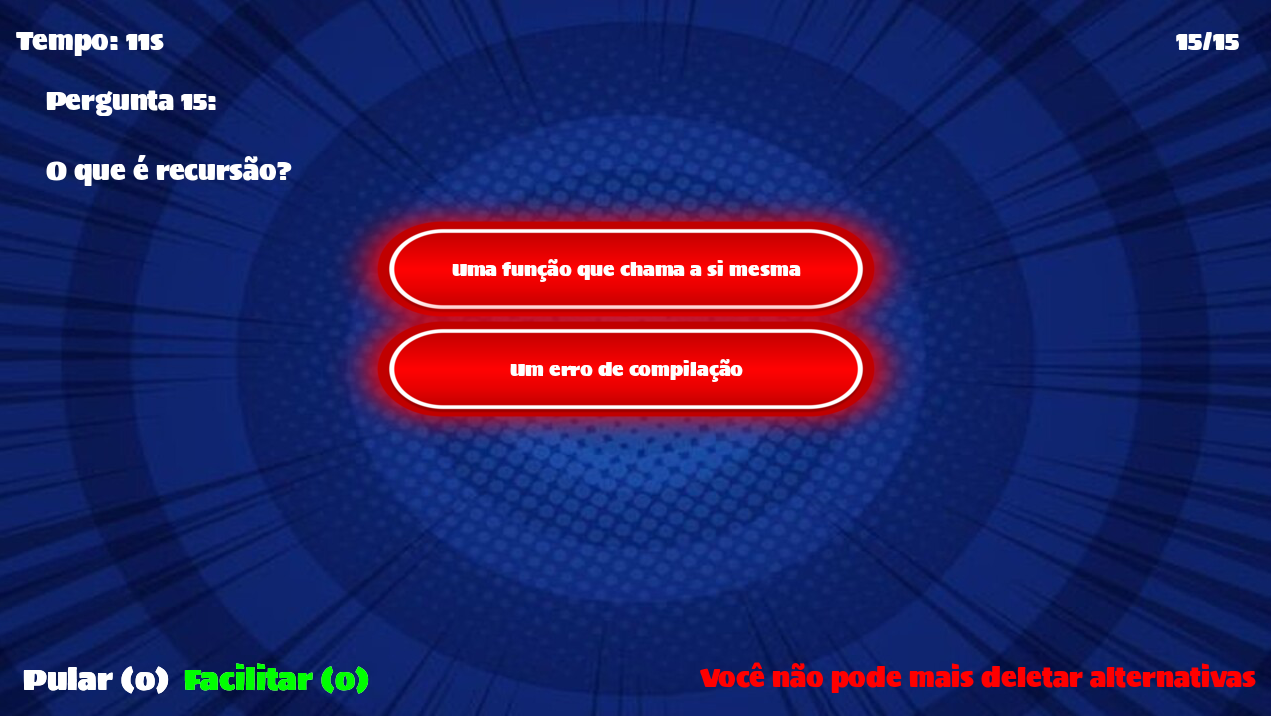 Tempo: 11s
15/15
Pergunta 15:
O que é recursão?
Uma função que chama a si mesma
Um erro de compilação
Pular (0) Facilitar (0)
Você não pode mais deletar alternativas